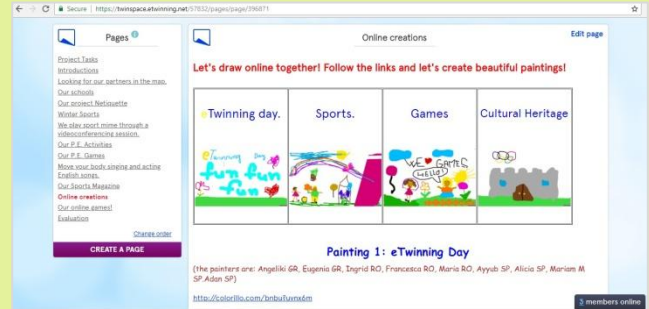 Secure | https://twinspace.etwinning.net/57832/pages/page/396871
Pages
Project Tasks
Introductions
Looking for our partners in the map.
Our schools
Our project Netiquette
Winter Sports
We play sport mime through a
videoconferencing session.
Our P.E. Activities
Our P.E. Games
Move your body singing and acting
English songs.
Our Sports Magazine
Online creations
Our online games!
Evaluation
Change order
CREATE A PAGE
Online creations
Edit page
Let's draw online together! Follow the links and let's create beautiful paintings!
eTwinning day.
Sports.
Games
Cultural Heritage
eTwinning Day
fun fun
fun
WE GAMES
HELLO!
Painting 1: eTwinning Day
(the painters are: Angeliki GR, Eugenia GR, Ingrid RO, Francesca RO, Maria RO, Ayyub SP, Alicia SP, Mariam M
SP.Adan SP)
http://colorillo.com/bnbuTuxnx6m
3 members online